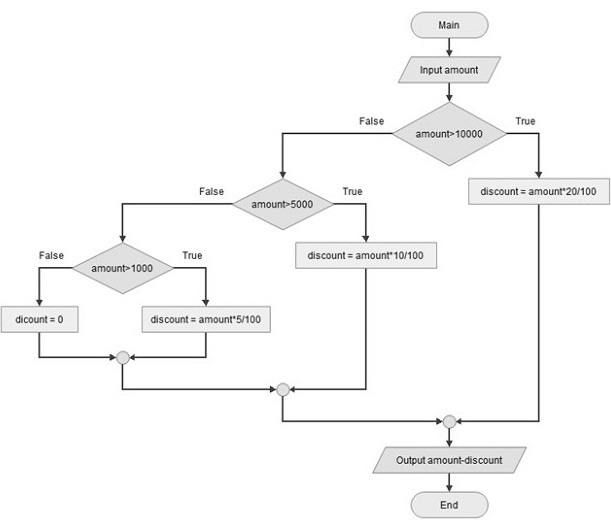 Main
Input amount
amount>10000
False
True
amount>5000
False
True
discount = amount*20/100
amount>1000
False
True
discount = amount*10/100
dicount = 0
discount = amount*5/100
Output amount-discount
End